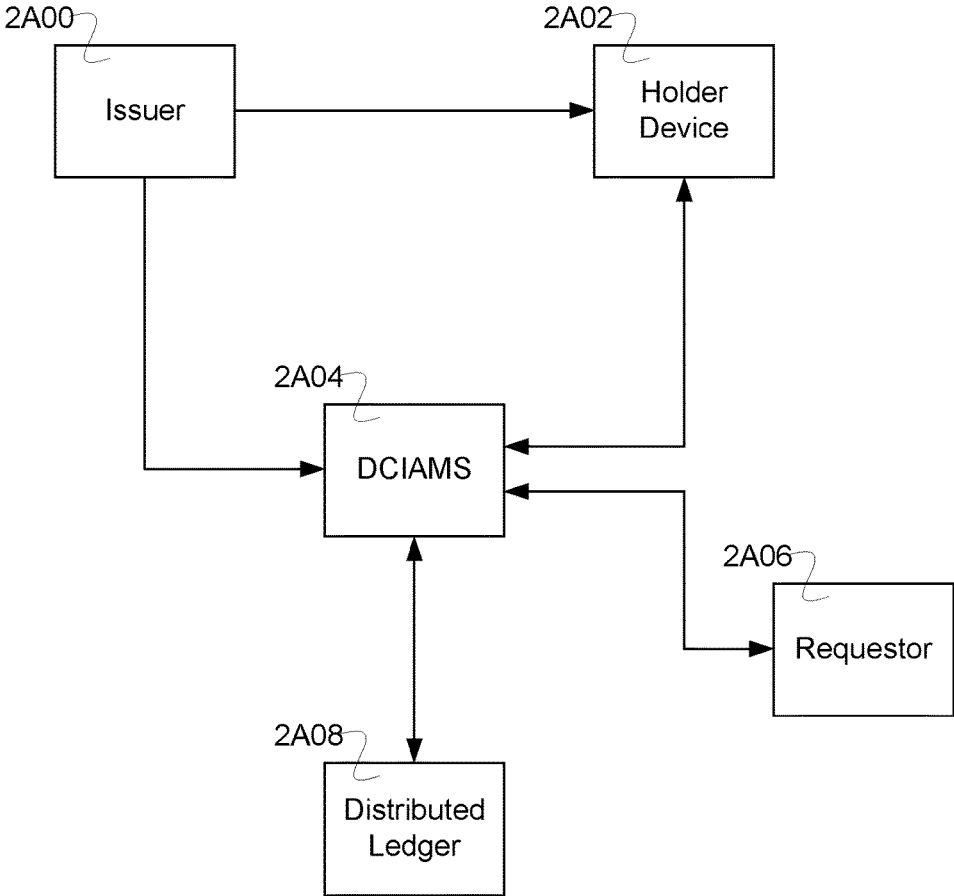 2A00
2A02
Issuer
Holder
Device
2A04
DCIAMS
2A06
Requestor
2A08
Distributed
Ledger